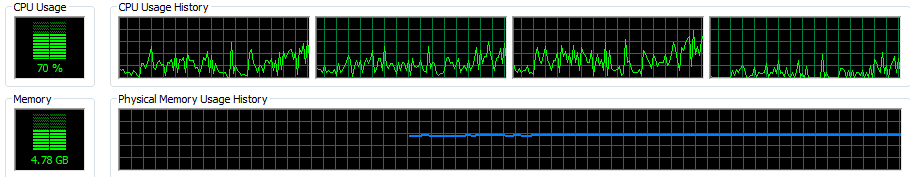 CPU Usage
CPU Usage History
70 %
Memory
Physical Memory Usage History
4.78 GB